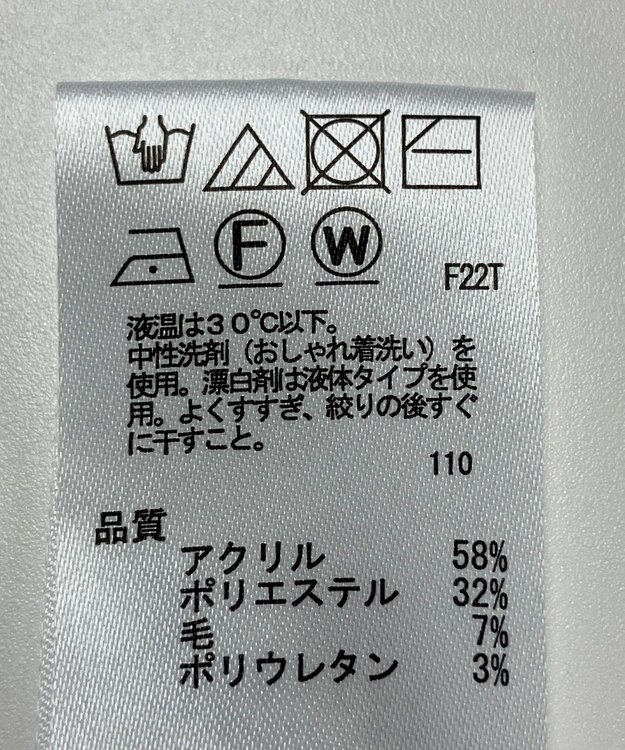 F W
F22T
液温は30℃以下。
中性洗剤（おしゃれ着洗い）を
使用。漂白剤は液体タイプを使
用。よくすすぎ、絞りの後すぐ
に干すこと。
110
品質
アクリル 58%
ポリエステル 32%
毛 7%
ポリウレタン 3%